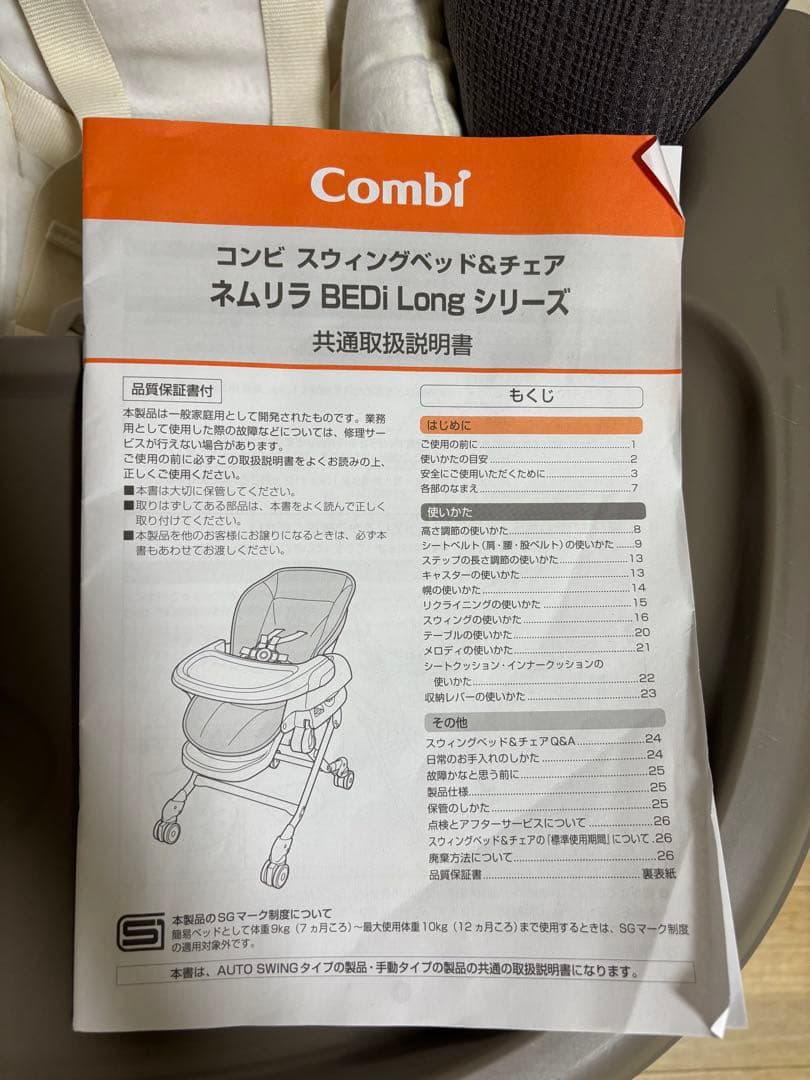 Combi
コンビ スウィングベッド&チェア
ネムリラ BEDi Long シリーズ
共通取扱説明書
品質保証書付
本製品は一般家庭用として開発されたものです。業務
用として使用した際の故障などについては、修理サー
ビスが行えない場合があります。
ご使用の前に必ずこの取扱説明書をよくお読みの上、
正しくご使用ください。
■本書は大切に保管してください。
■取りはずしてある部品は、本書をよく読んで正しく
取り付けてください。
■本製品を他のお客様にお譲りになるときは、必ず本
書もあわせてお渡しください。
もくじ
はじめに
ご使用の前に........................................1
使いかたの目安........................................2
安全にご使用いただくために........................................3
各部のなまえ........................................7
使いかた
高さ調節の使いかた........................................8
シートベルト(肩・腰・股ベルト)の使いかた......9
ステップの長さ調節の使いかた........................................13
キャスターの使いかた........................................13
幌の使いかた........................................14
リクライニングの使いかた........................................15
スウィングの使いかた........................................16
テーブルの使いかた........................................20
メロディの使いかた........................................21
シートクッション・インナークッションの
使いかた........................................22
収納レバーの使いかた........................................23
その他
スウィングベッド&チェアQ&A........................................24
日常のお手入れのしかた........................................24
故障かなと思う前に........................................25
製品仕様........................................25
保管のしかた........................................25
点検とアフターサービスについて........................................26
スウィングベッド&チェアの「標準使用期間」について.26
廃棄方法について........................................26
品質保証書........................................裏表紙
本製品のSGマーク制度について
簡易ベッドとして体重9kg(7ヵ月ころ)~最大使用体重10kg(12ヵ月ころ)まで使用するときは、SGマーク制度
の適用対象外です。
本書は、AUTO SWINGタイプの製品・手動タイプの製品の共通の取扱説明書になります。